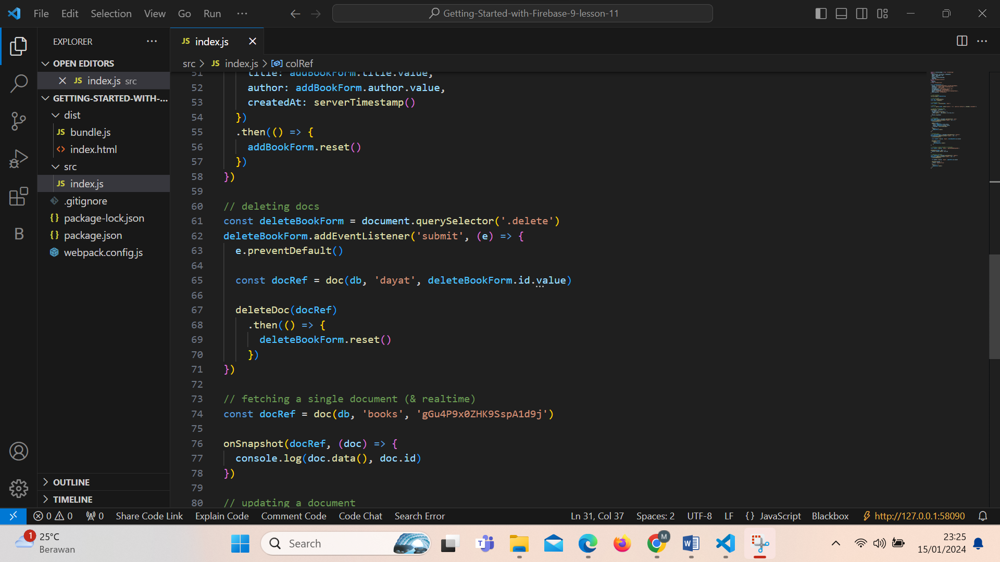 File Edit Selection View Go Run ···
Getting-Started-with-Firebase-9-lesson-11
EXPLORER ···
OPEN EDITORS
JS index.js src
GETTING-STARTED-WITH-...
dist
JS bundle.js
<> index.html
src
JS index.js
.gitignore
{} package-lock.json
{} package.json
webpack.config.js
B
OUTLINE
TIMELINE
JS index.js
src > JS index.js > colRef
51 title: addBookForm.title.value,
52 author: addBookForm.author.value,
53 createdAt: serverTimestamp()
54 })
55 .then(() => {
56 addBookForm.reset()
57 })
58 })
59
60 // deleting docs
61 const deleteBookForm = document.querySelector('.delete')
62 deleteBookForm.addEventListener('submit', (e) => {
63 e.preventDefault()
64
65 const docRef = doc(db, 'dayat', deleteBookForm.id.value)
66
67 deleteDoc(docRef)
68 .then(() => {
69 deleteBookForm.reset()
70 })
71 })
72
73 // fetching a single document (& realtime)
74 const docRef = doc(db, 'books', 'gGu4P9x0ZHK9SspA1d9j')
75
76 onSnapshot(docRef, (doc) => {
77 console.log(doc.data(), doc.id)
78 })
79
80 // updating a document
0 0 0 Share Code Link Explain Code Comment Code Code Chat Search Error Ln 31, Col 37 Spaces: 2 UTF-8 LF {} JavaScript Blackbox http://127.0.0.1:58090
1 25°C
Berawan
Search
M
23:25
15/01/2024